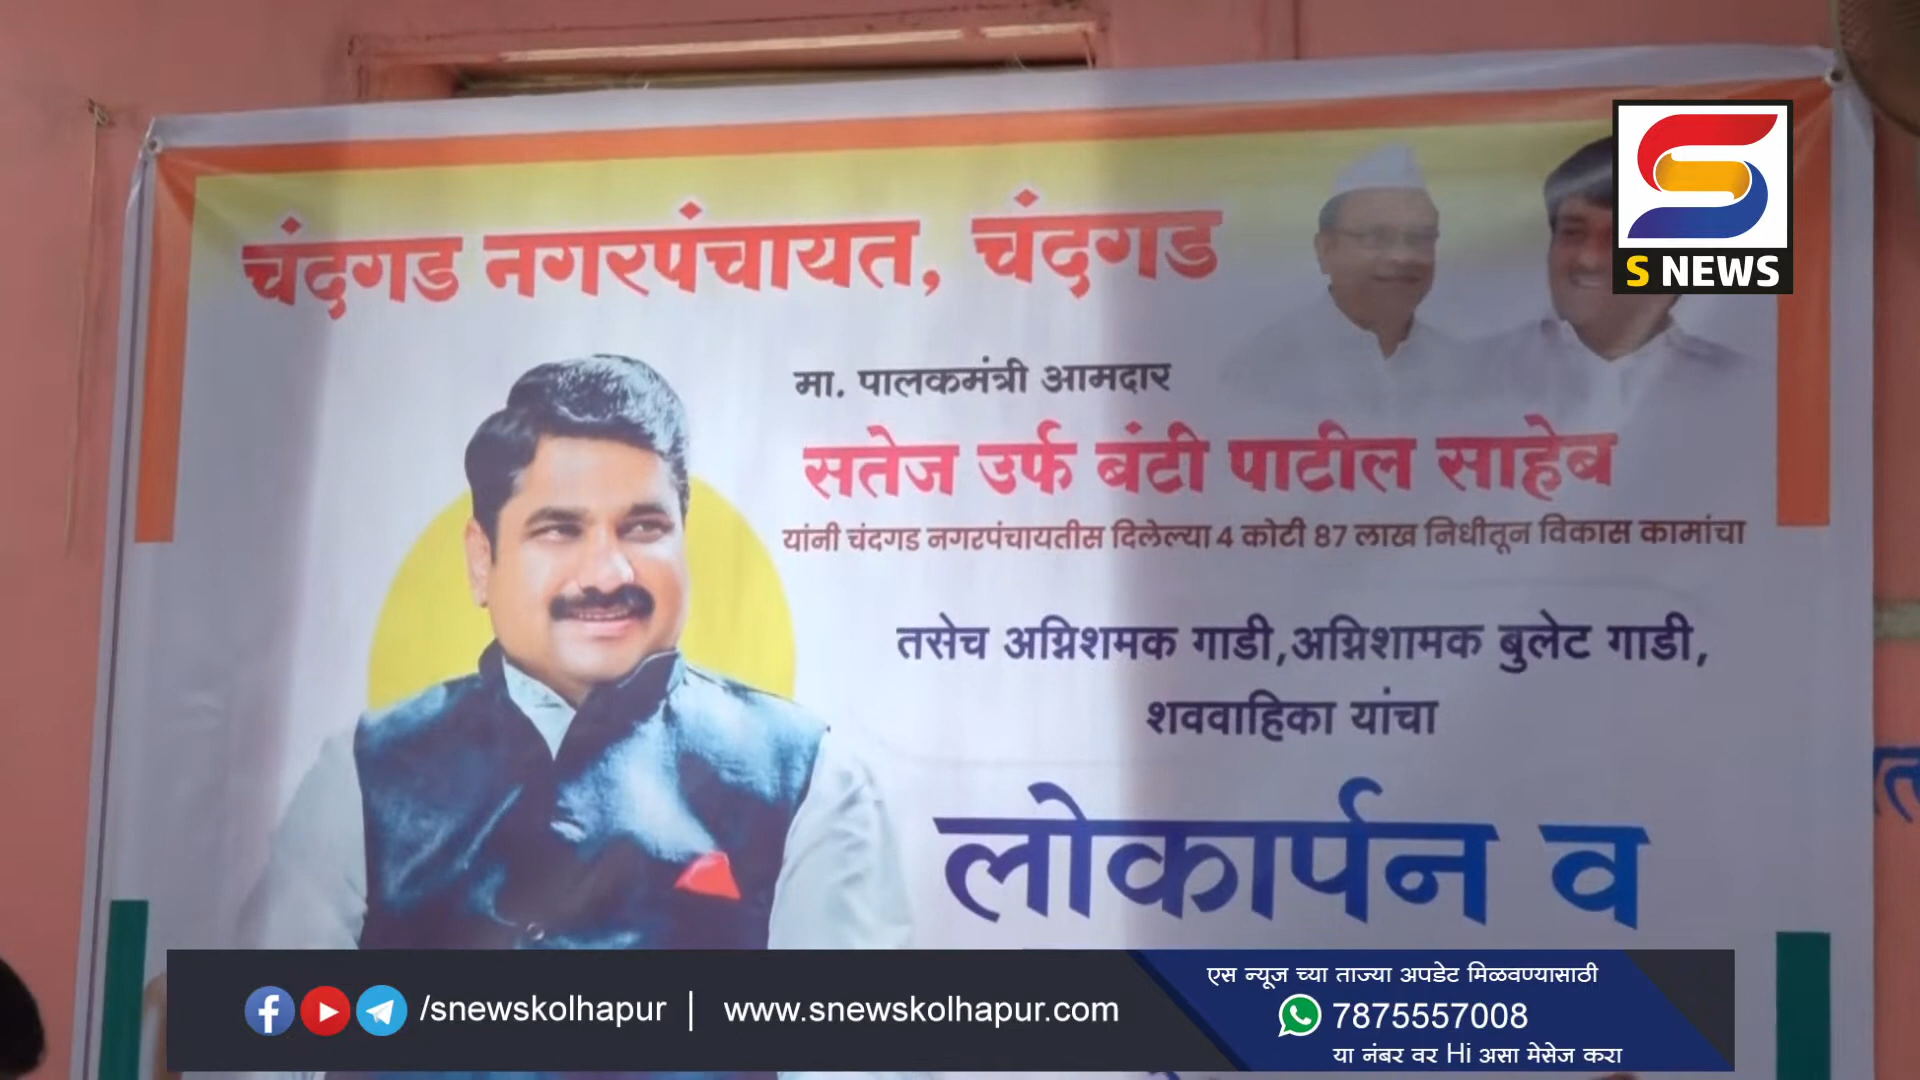 चंदगड नगरपंचायत, चंदगड
मा. पालकमंत्री आमदार
सतेज उर्फ बंटी पाटील साहेब
यांनी चंदगड नगरपंचायतीस दिलेल्या 4 कोटी 87 लाख निधीतून विकास कामांचा
तसेच अग्निशमक गाडी,अग्निशामक बुलेट गाडी,
शववाहिका यांचा
लोकार्पन व
S NEWS
/snewskolhapur | www.snewskolhapur.com
एस न्यूज च्या ताज्या अपडेट मिळवण्यासाठी
7875557008
या नंबर वर Hi असा मेसेज करा